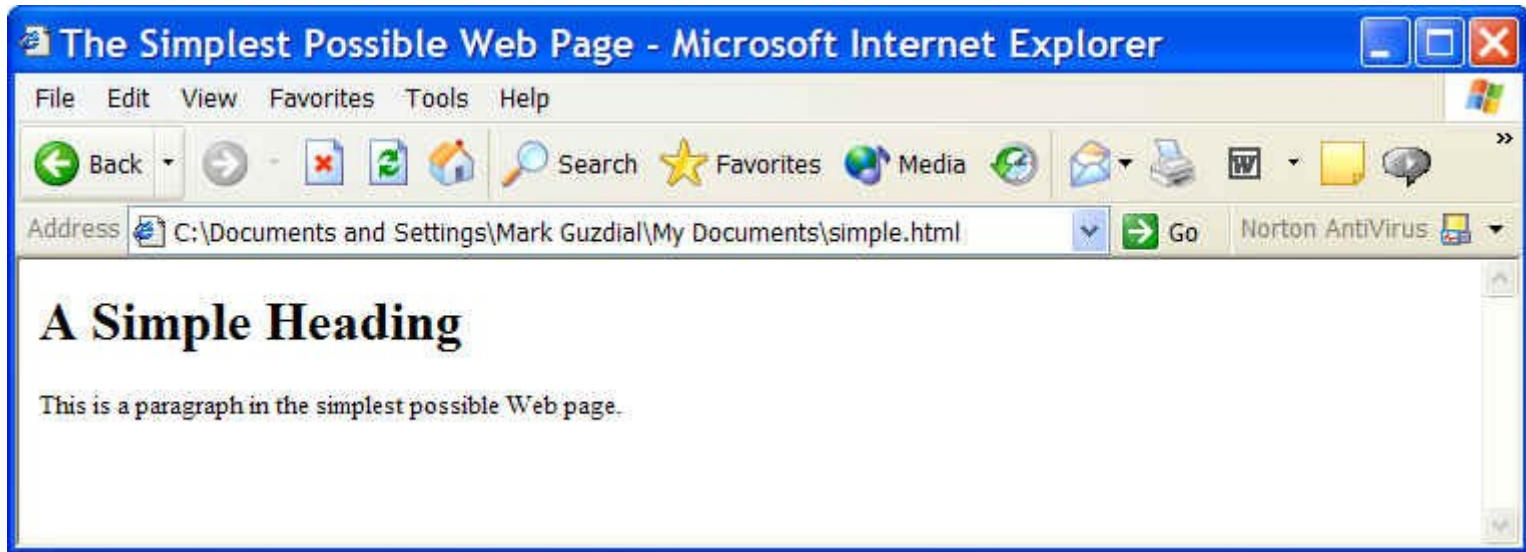 The Simplest Possible Web Page - Microsoft Internet Explorer
File Edit View Favorites Tools Help
Back Search Favorites Media W »
Address C:\Documents and Settings\Mark Guzdial\My Documents\simple.html Go Norton AntiVirus
A Simple Heading
This is a paragraph in the simplest possible Web page.